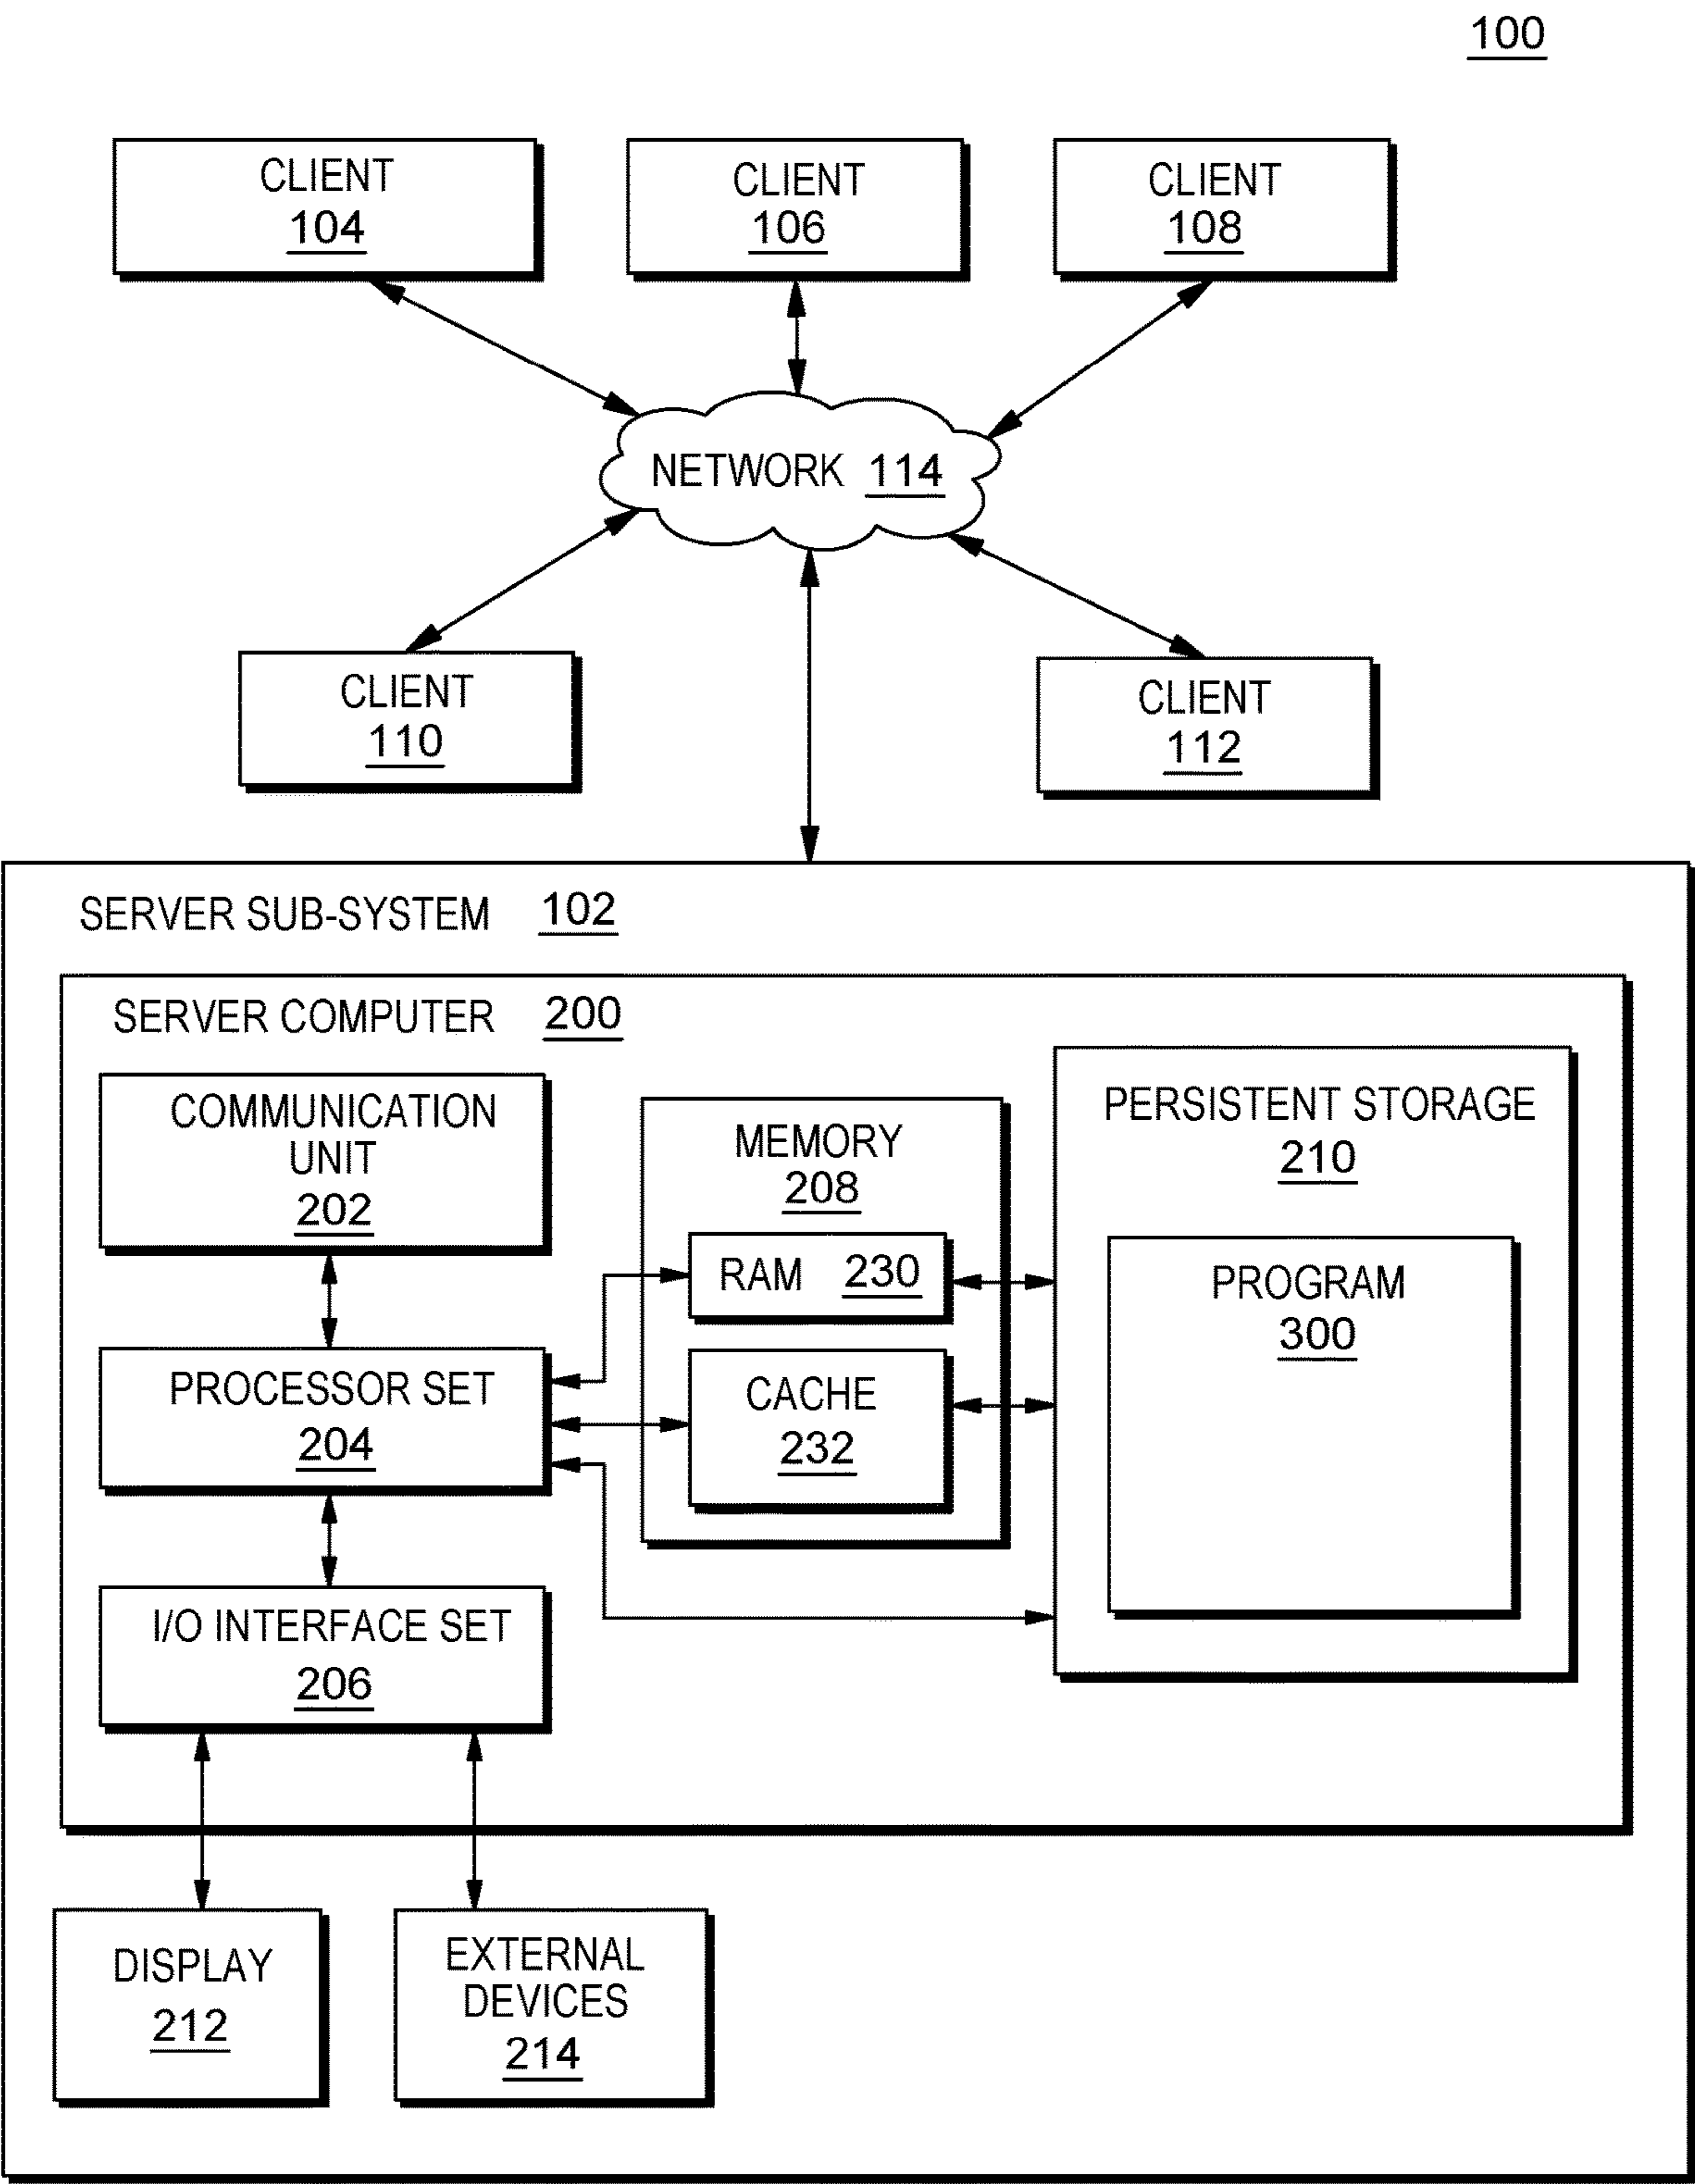 100
CLIENT
104
CLIENT
106
CLIENT
108
NETWORK 114
CLIENT
110
CLIENT
112
SERVER SUB-SYSTEM 102
SERVER COMPUTER 200
COMMUNICATION
UNIT
202
PROCESSOR SET
204
I/O INTERFACE SET
206
MEMORY
208
RAM 230
CACHE
232
PERSISTENT STORAGE
210
PROGRAM
300
DISPLAY
212
EXTERNAL
DEVICES
214